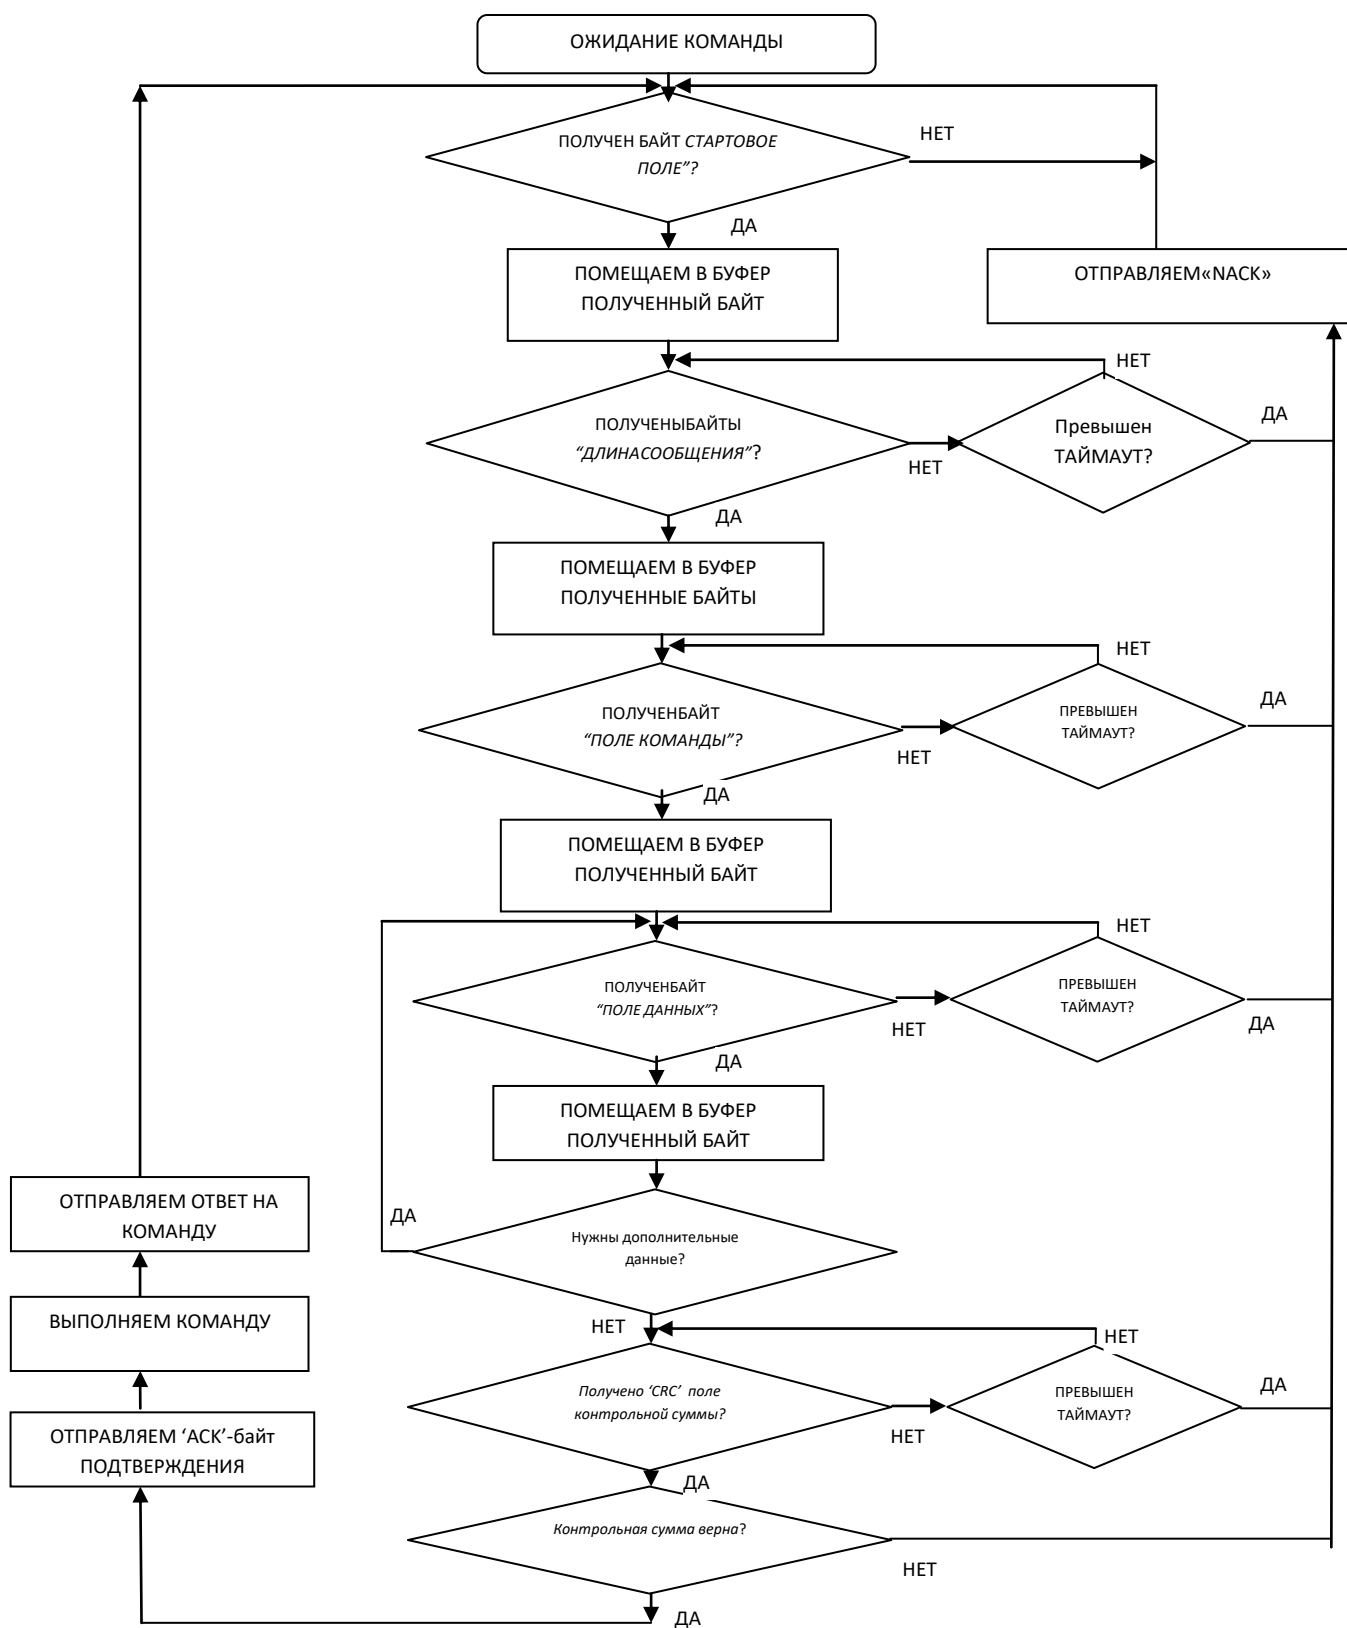 ОЖИДАНИЕ КОМАНДЫ
ПОЛУЧЕН БАЙТ СТАРТОВОЕ
ПОЛЕ”?
НЕТ
ДА
ПОМЕЩАЕМ В БУФЕР
ПОЛУЧЕННЫЙ БАЙТ
ОТПРАВЛЯЕМ«NACK»
НЕТ
ПОЛУЧЕНЫБАЙТЫ
“ДЛИНАСООБЩЕНИЯ”?
НЕТ
Превышен
ТАЙМАУТ?
ДА
ДА
ПОМЕЩАЕМ В БУФЕР
ПОЛУЧЕННЫЕ БАЙТЫ
НЕТ
ПОЛУЧЕНБАЙТ
“ПОЛЕ КОМАНДЫ”?
НЕТ
ПРЕВЫШЕН
ТАЙМАУТ?
ДА
ДА
ПОМЕЩАЕМ В БУФЕР
ПОЛУЧЕННЫЙ БАЙТ
НЕТ
ПОЛУЧЕНБАЙТ
“ПОЛЕ ДАННЫХ”?
НЕТ
ПРЕВЫШЕН
ТАЙМАУТ?
ДА
ДА
ПОМЕЩАЕМ В БУФЕР
ПОЛУЧЕННЫЙ БАЙТ
ДА
Нужны дополнительные
данные?
НЕТ
НЕТ
Получено ‘CRC’ поле
контрольной суммы?
НЕТ
ПРЕВЫШЕН
ТАЙМАУТ?
ДА
ДА
Контрольная сумма верна?
НЕТ
ДА
ОТПРАВЛЯЕМ ОТВЕТ НА
КОМАНДУ
ВЫПОЛНЯЕМ КОМАНДУ
ОТПРАВЛЯЕМ ‘ACK’-байт
ПОДТВЕРЖДЕНИЯ